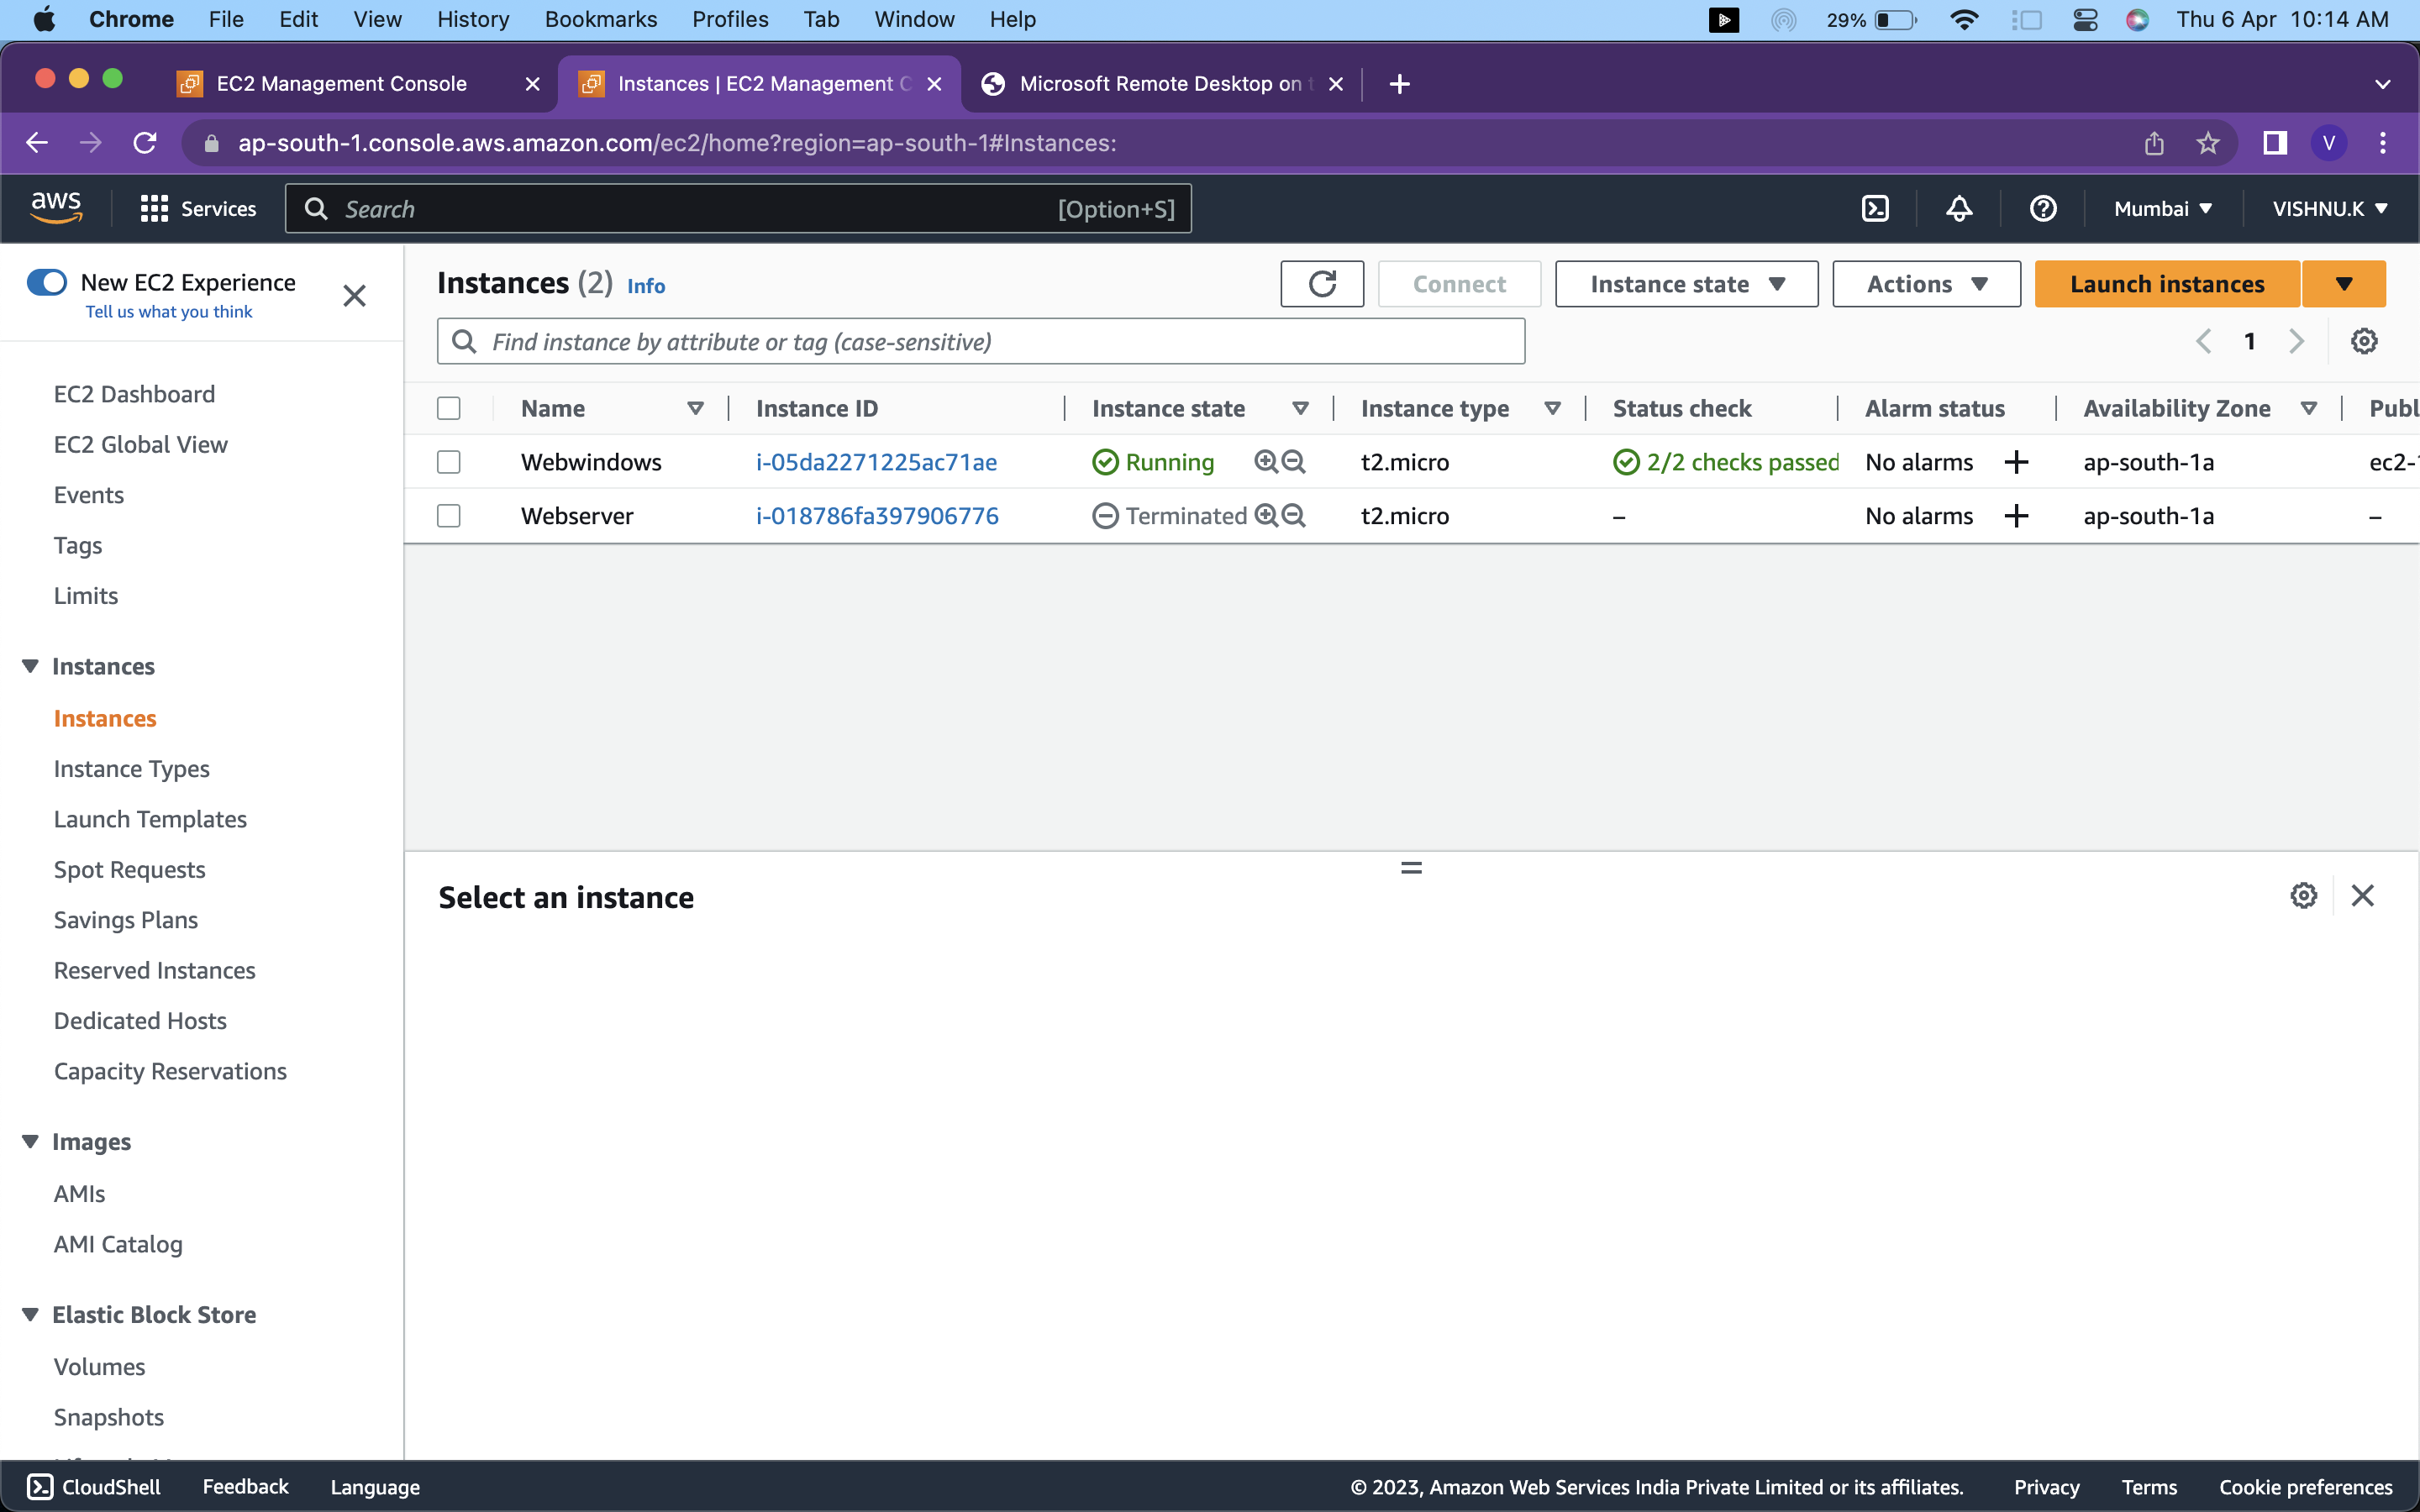 Chrome File Edit View History Bookmarks Profiles Tab Window Help 29% Thu 6 Apr 10:14 AM
EC2 Management Console Instances | EC2 Management C Microsoft Remote Desktop on t
ap-south-1.console.aws.amazon.com/ec2/home?region=ap-south-1#Instances: V
aws Services Search [Option+S] Mumbai VISHNU.K
New EC2 Experience
Tell us what you think
EC2 Dashboard
EC2 Global View
Events
Tags
Limits
Instances
Instances
Instance Types
Launch Templates
Spot Requests
Savings Plans
Reserved Instances
Dedicated Hosts
Capacity Reservations
Images
AMIs
AMI Catalog
Elastic Block Store
Volumes
Snapshots
Instances (2) Info Connect Instance state Actions Launch instances
Find instance by attribute or tag (case-sensitive) 1
Name Instance ID Instance state Instance type Status check Alarm status Availability Zone Publ
Webwindows i-05da2271225ac71ae Running t2.micro 2/2 checks passed No alarms + ap-south-1a ec2-
Webserver i-018786fa397906776 Terminated t2.micro – No alarms + ap-south-1a –
Select an instance
CloudShell Feedback Language © 2023, Amazon Web Services India Private Limited or its affiliates. Privacy Terms Cookie preferences